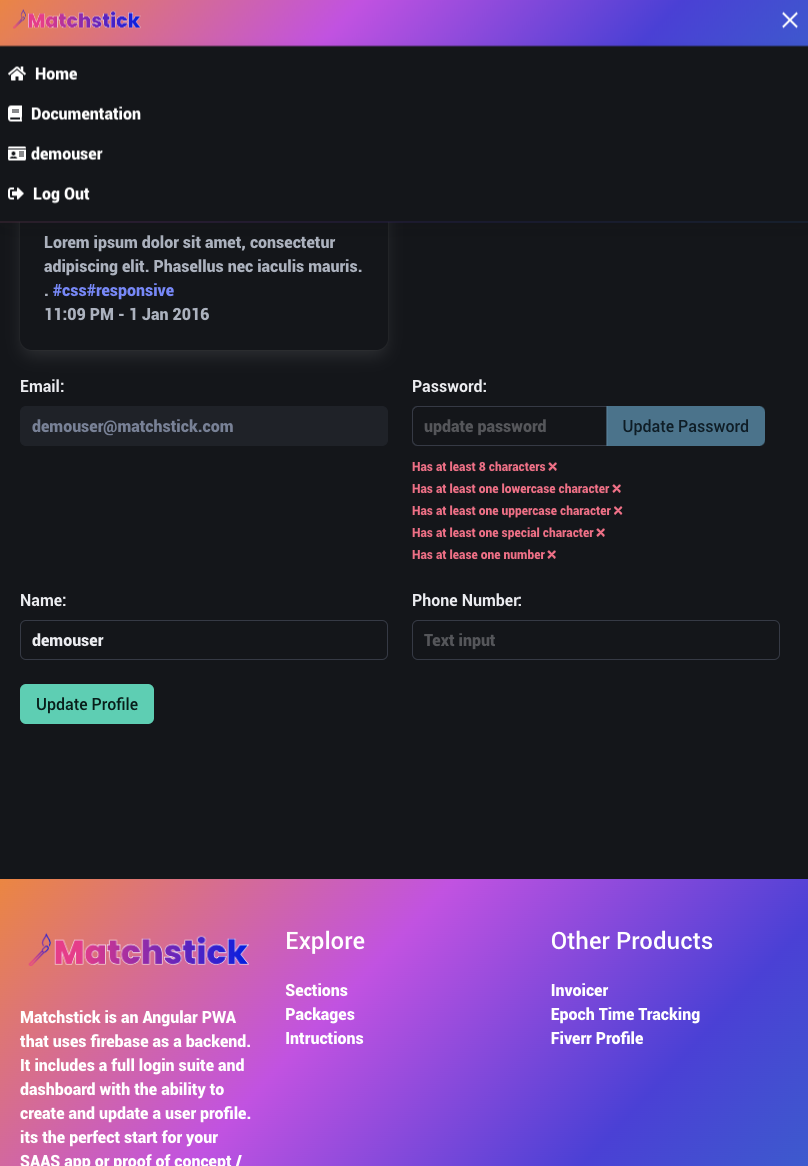 Matchstick
Home
Documentation
demouser
Log Out
Lorem ipsum dolor sit amet, consectetur
adipiscing elit. Phasellus nec iaculis mauris.
. #css#responsive
11:09 PM - 1 Jan 2016
Email:
demouser@matchstick.com
Password:
update password
Update Password
Has at least 8 characters
Has at least one lowercase character
Has at least one uppercase character
Has at least one special character
Has at lease one number
Name:
demouser
Phone Number:
Text input
Update Profile
Matchstick
Matchstick is an Angular PWA
that uses firebase as a backend.
It includes a full login suite and
dashboard with the ability to
create and update a user profile.
its the perfect start for your
SAAS app or proof of concept /
Explore
Sections
Packages
Intructions
Other Products
Invoicer
Epoch Time Tracking
Fiverr Profile